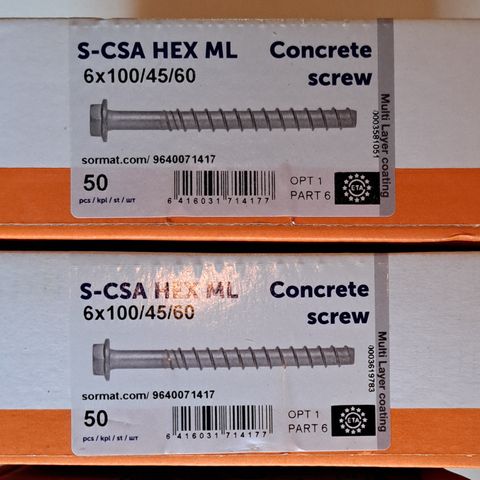 S-CSA HEX ML Concrete
6x100/45/60 screw
sormat.com/ 9640071417
50 OPT 1
pcs / kpl / st / шт 6 416031 714177 PART 6
ETA
Multi Layer coating
0003581051
S-CSA HEX ML Concrete
6x100/45/60 screw
sormat.com/ 9640071417
50 OPT 1
pcs / kpl / st / шт 6 416031 714177 PART 6
ETA
Multi Layer coating
0003619783